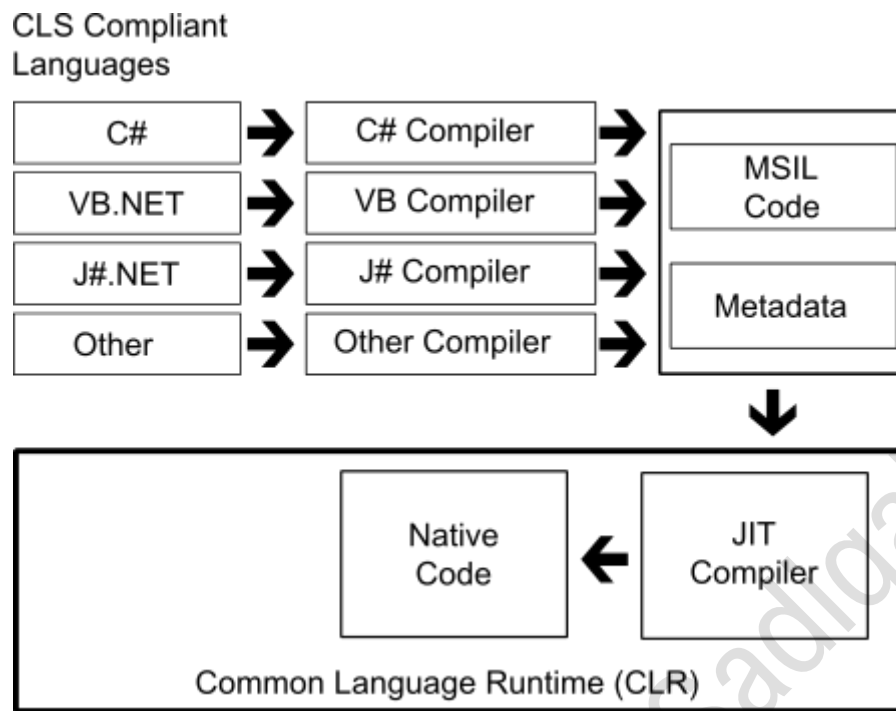 CLS Compliant
Languages
C#
C# Compiler
VB.NET
VB Compiler
J#.NET
J# Compiler
Other
Other Compiler
MSIL
Code
Metadata
Native
Code
JIT
Compiler
Common Language Runtime (CLR)